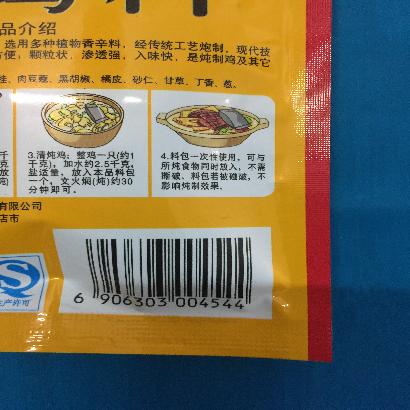 品介绍
选用多种植物香辛料，经传统工艺炮制，现代技
方便，颗粒状，渗透强，入味快，是炖制鸡及其它
桂、肉豆蔻、黑胡椒、橘皮、砂仁、甘草、丁香、葱。
3.清炖鸡：整鸡一只(约1
千克)，加水约2.5千克，
盐适量，放入本品料包
一个，文火焖(炖)约30
分钟即可。
4.料包一次性使用，可与
所炖食物同时放入，不需
撕破、料包若被碰破，不
影响炖制效果。
有限公司
店市
生产许可
6 906303 004544